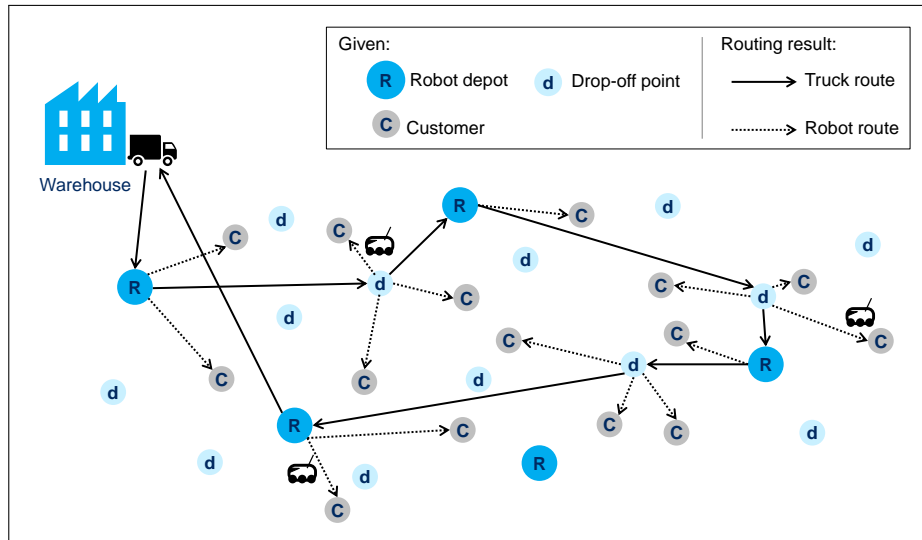 Given:
Routing result:
R Robot depot
d Drop-off point
Truck route
C Customer
Robot route
Warehouse
R
d
C
d
C
C
d
d
C
R
d
d
C
C
C
d
C
d
C
C
C
R
C
d
d
C
R
d
R
C
C
C
C
d
d
d
R
C